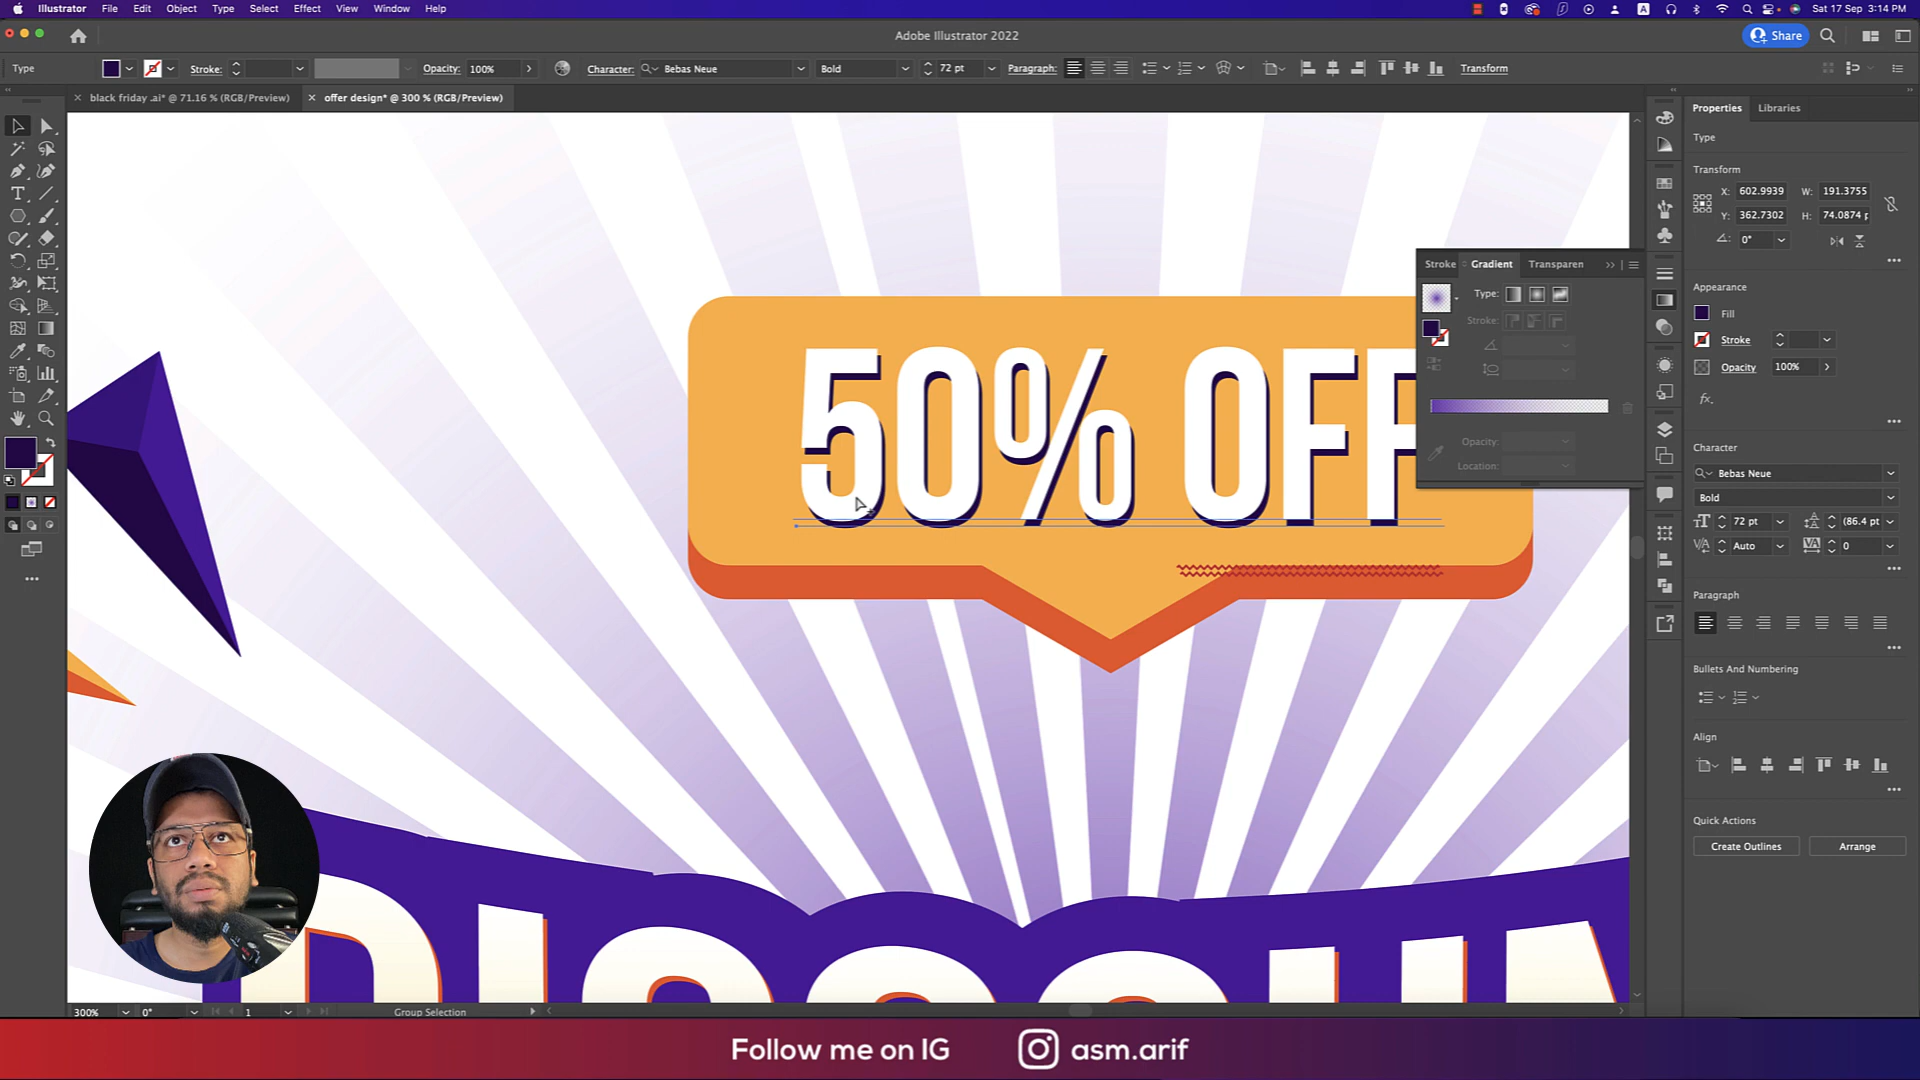 Illustrator File Edit Object Type Select Effect View Window Help
A Sat 17 Sep 3:14 PM
Adobe Illustrator 2022
Share
Type Stroke: Opacity: 100% Character: Bebas Neue Bold 72 pt Paragraph: Transform
black friday .ai* @ 71.16 % (RGB/Preview) offer design* @ 300 % (RGB/Preview)
Properties Libraries
Type
Transform
X: 602.9939 W: 191.3755
Y: 362.7302 H: 74.0874 p
0°
Appearance
Fill
Stroke
Opacity 100%
fx.
Character
Bebas Neue
Bold
72 pt (86.4 pt
Auto 0
Paragraph
Bullets And Numbering
Align
Quick Actions
Create Outlines Arrange
Stroke Gradient Transparen
Type:
Stroke:
Opacity:
Location:
50% OFF
DISCOUN
300% 0° 1 Group Selection
Follow me on IG asm.arif